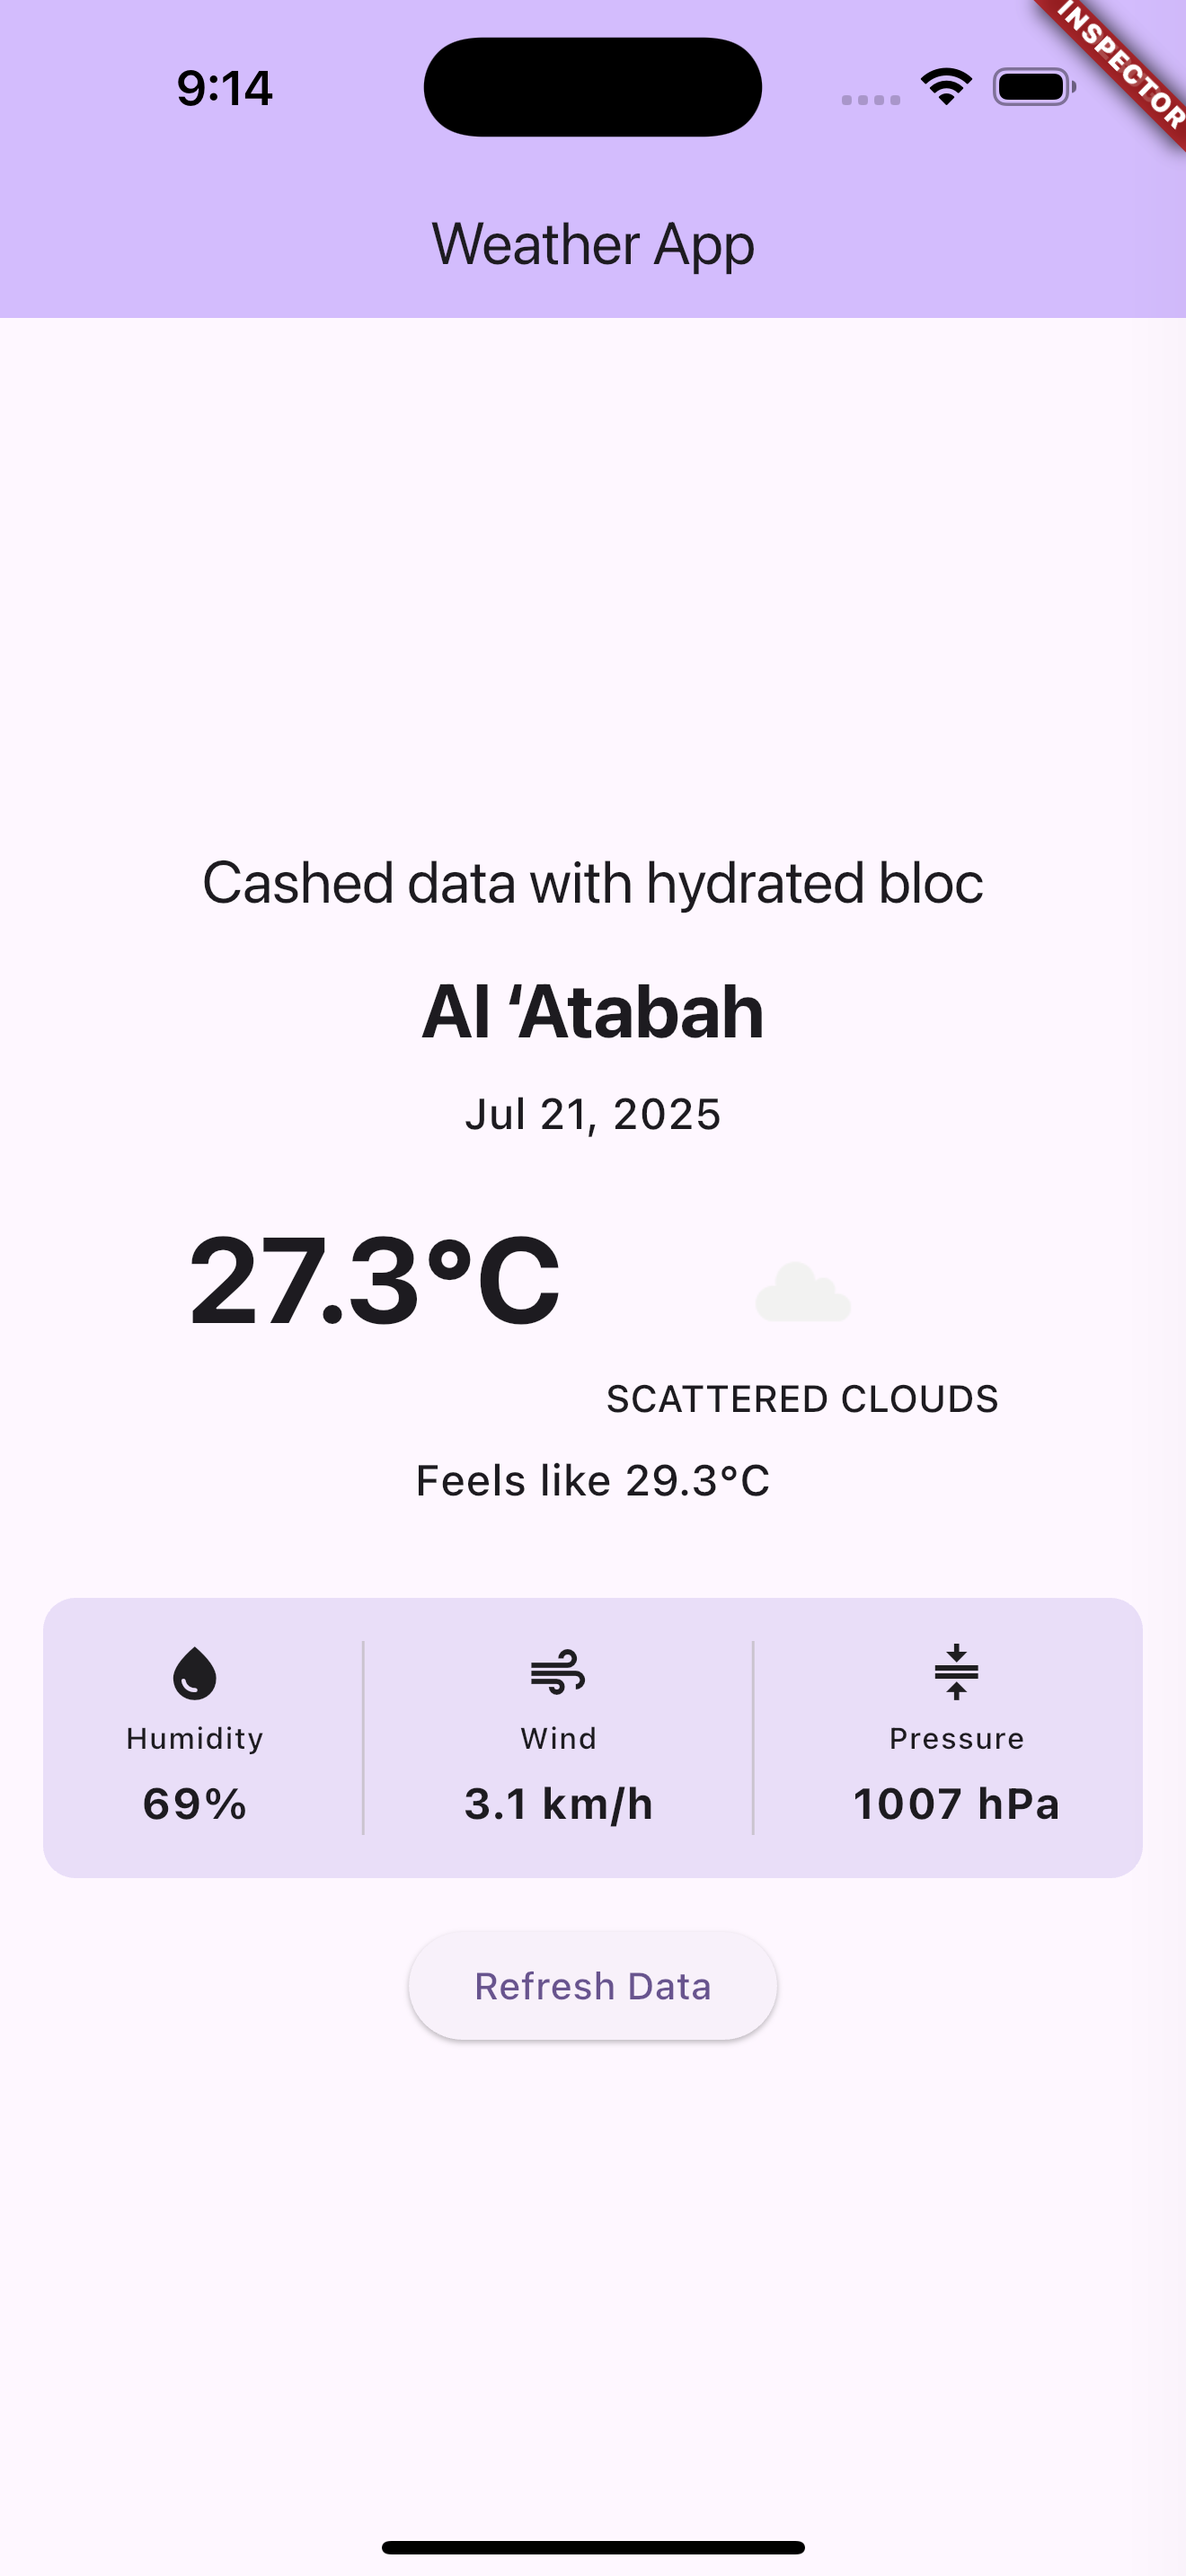 9:14
INSPECTOR
Weather App
Cashed data with hydrated bloc
Al ‘Atabah
Jul 21, 2025
27.3°C
SCATTERED CLOUDS
Feels like 29.3°C
Humidity Wind Pressure
69% 3.1 km/h 1007 hPa
Refresh Data